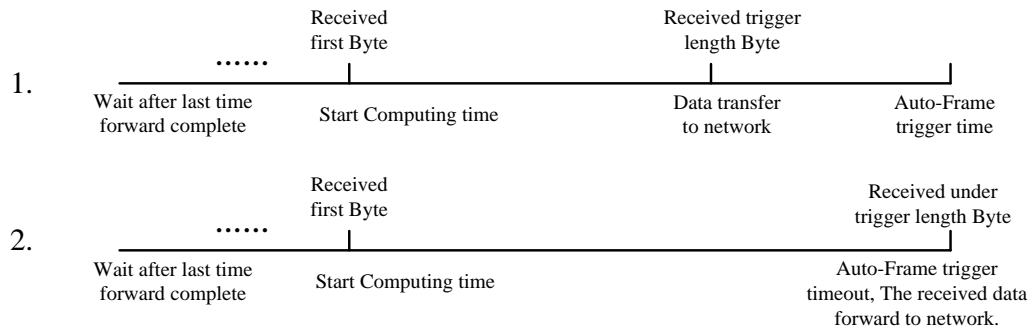 Received
first Byte
Received trigger
length Byte
......
1.
Wait after last time
forward complete
Start Computing time
Data transfer
to network
Auto-Frame
trigger time
Received
first Byte
Received under
trigger length Byte
......
2.
Wait after last time
forward complete
Start Computing time
Auto-Frame trigger
timeout, The received data
forward to network.